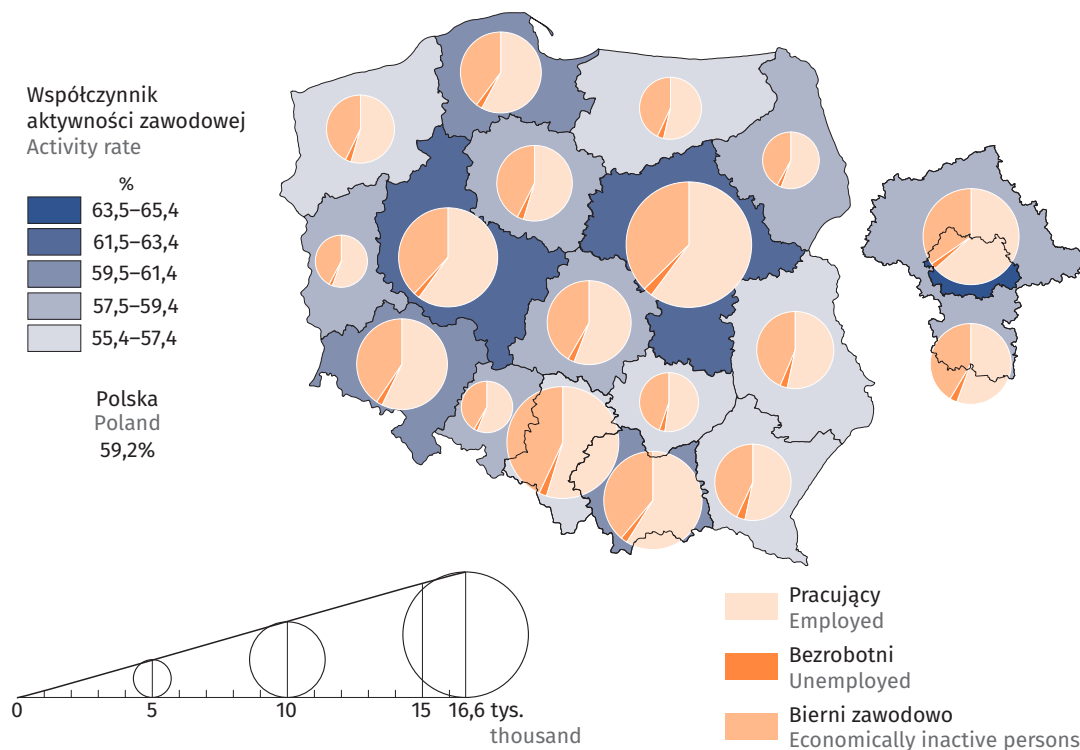 Współczynnik
aktywności zawodowej
Activity rate
%
63,5–65,4
61,5–63,4
59,5–61,4
57,5–59,4
55,4–57,4
Polska
Poland
59,2%
0 5 10 15 16,6 tys.
thousand
Pracujący
Employed
Bezrobotni
Unemployed
Bierni zawodowo
Economically inactive persons